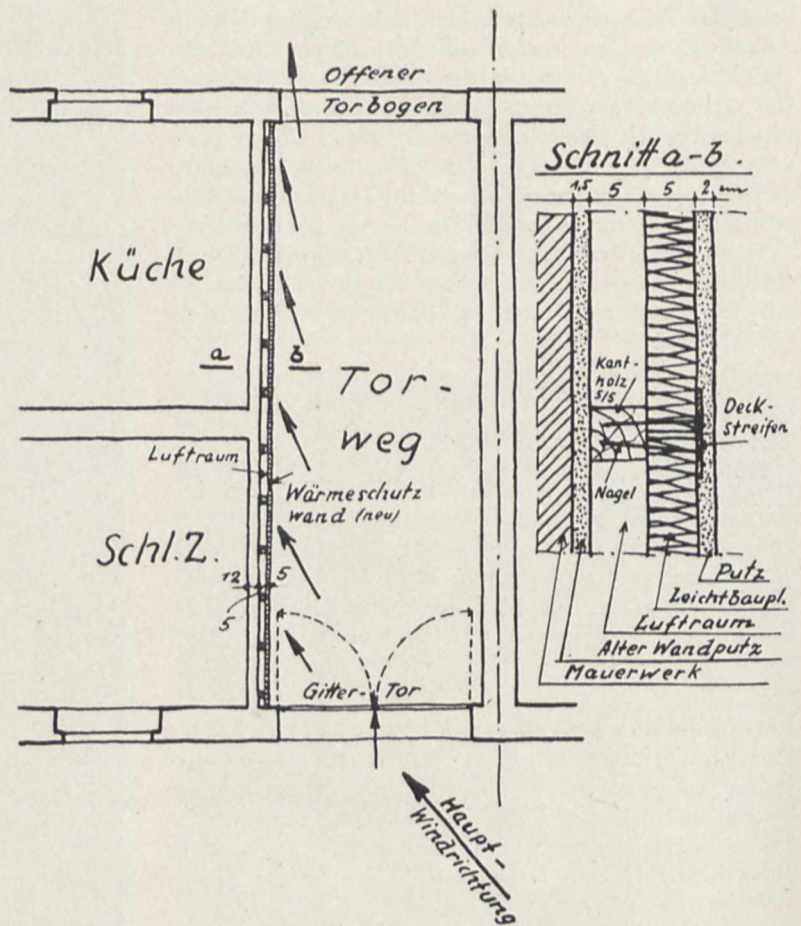 Offener
Torbogen
Schnitt a-b.
1,5 5 5 2 cm
Küche
a b
Tor-
weg
Kant-
holz
5/5
Deck-
streifen
Nagel
Luftraum
Wärmeschutz
wand (neu)
Schl.Z.
12 5
5
Gitter-Tor
Putz
Leichtbaupl.
Luftraum
Alter Wandputz
Mauerwerk
Haupt-
Windrichtung